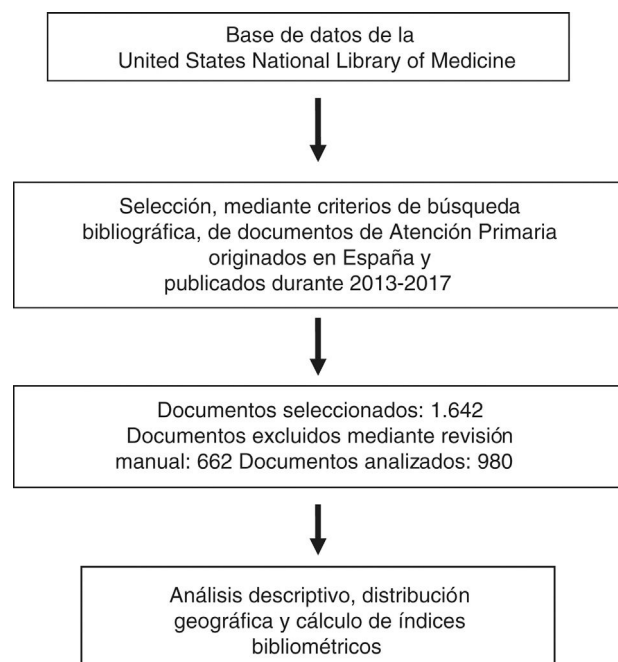 Base de datos de la
United States National Library of Medicine
Selección, mediante criterios de búsqueda
bibliográfica, de documentos de Atención Primaria
originados en España y
publicados durante 2013-2017
Documentos seleccionados: 1.642
Documentos excluidos mediante revisión
manual: 662 Documentos analizados: 980
Análisis descriptivo, distribución
geográfica y cálculo de índices
bibliométricos